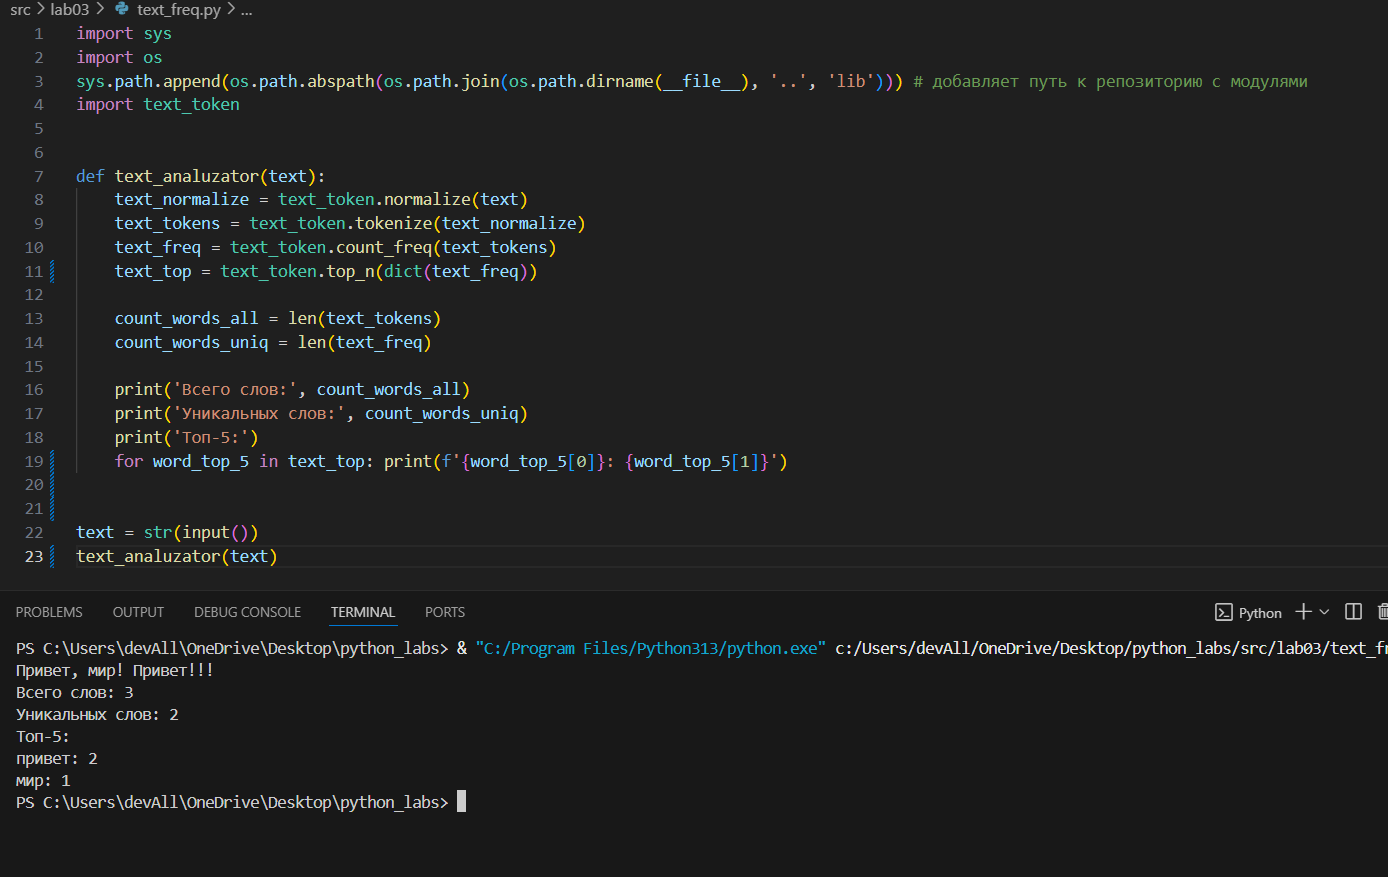 src > lab03 > text_freq.py > ...
1 import sys
2 import os
3 sys.path.append(os.path.abspath(os.path.join(os.path.dirname(__file__), '..', 'lib'))) # добавляет путь к репозиторию с модулями
4 import text_token
5
6
7 def text_analuzator(text):
8     text_normalize = text_token.normalize(text)
9     text_tokens = text_token.tokenize(text_normalize)
10     text_freq = text_token.count_freq(text_tokens)
11     text_top = text_token.top_n(dict(text_freq))
12
13     count_words_all = len(text_tokens)
14     count_words_uniq = len(text_freq)
15
16     print('Всего слов:', count_words_all)
17     print('Уникальных слов:', count_words_uniq)
18     print('Топ-5:')
19     for word_top_5 in text_top: print(f'{word_top_5[0]}: {word_top_5[1]}')
20
21
22 text = str(input())
23 text_analuzator(text)
PROBLEMS OUTPUT DEBUG CONSOLE TERMINAL PORTS Python
PS C:\Users\devAll\OneDrive\Desktop\python_labs> & "C:/Program Files/Python313/python.exe" c:/Users/devAll/OneDrive/Desktop/python_labs/src/lab03/text_fr
Привет, мир! Привет!!!
Всего слов: 3
Уникальных слов: 2
Топ-5:
привет: 2
мир: 1
PS C:\Users\devAll\OneDrive\Desktop\python_labs>